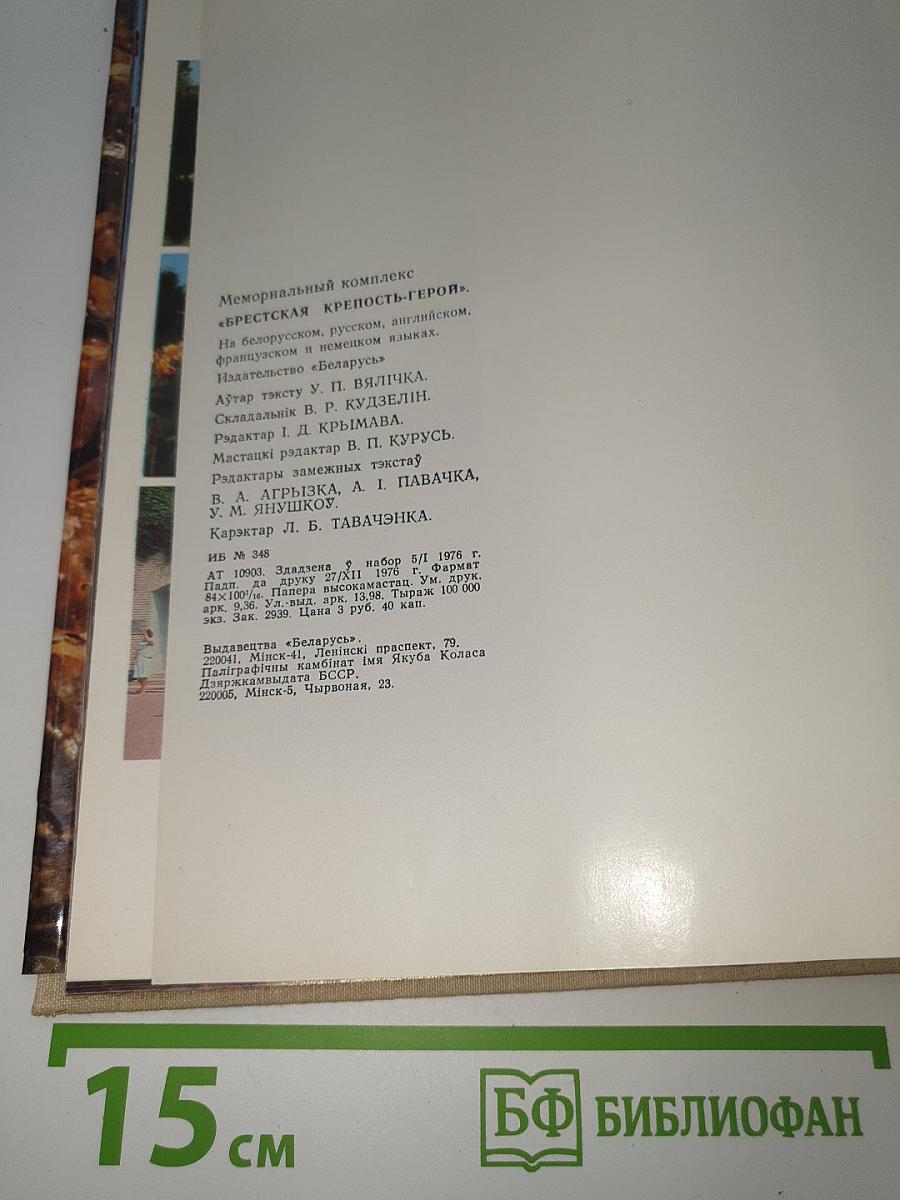 Мемориальный комплекс
«БРЕСТСКАЯ КРЕПОСТЬ-ГЕРОЙ».
На белорусском, русском, английском,
французском и немецком языках.
Издательство «Беларусь»
Аўтар тэксту У. П. ВЯЛІЧКА.
Складальнік В. Р. КУДЗЕЛІН.
Рэдактар І. Д. КРЫМАВА.
Мастацкі рэдактар В. П. КУРУСЬ.
Рэдактары замежных тэкстаў
В. А. АГРЫЗКА, А. І. ПАВАЧКА,
У. М. ЯНУШКОУ.
Карэктар Л. Б. ТАВАЧЭНКА.
ИБ № 348
АТ 10903. Здадзена ў набор 5/I 1976 г.
Падп. да друку 27/XII 1976 г. Фармат
84×100¹/₁₆. Папера высокамастац. Ум. друк.
арк. 9,36. Ул.-выд. арк. 13,98. Тыраж 100 000
экз. Зак. 2939. Цана 3 руб. 40 кап.
Выдавецтва «Беларусь».
220041, Мінск-41, Ленінскі праспект, 79.
Паліграфічны камбінат імя Якуба Коласа
Дзяржкамвыдата БССР.
220005, Мінск-5, Чырвоная, 23.
15 см
БФ БИБЛИОФАН